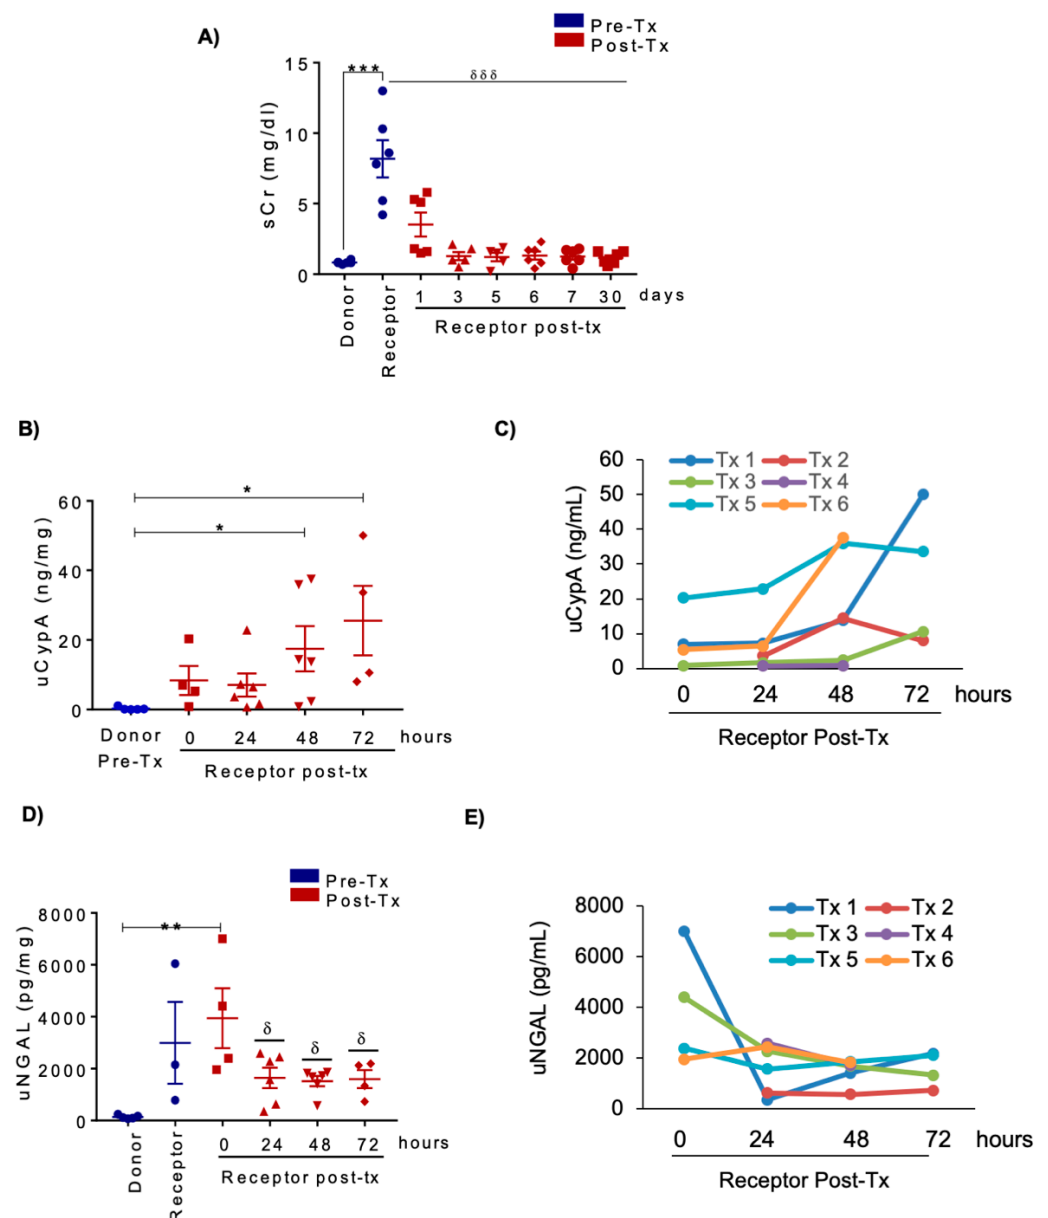 A)
Pre-Tx
Post-Tx
***
δδδ
sCr (mg/dl)
15
10
5
0
1 3 5 6 7 30 days
Donor
Receptor
Receptor post-tx
B)
*
*
uCypA (ng/mg)
60
40
20
0
Donor
Pre-Tx
0 24 48 72 hours
Receptor post-tx
C)
Tx 1 Tx 2
Tx 3 Tx 4
Tx 5 Tx 6
uCypA (ng/mL)
60
50
40
30
20
10
0
0 24 48 72 hours
Receptor Post-Tx
D)
Pre-Tx
Post-Tx
**
δ δ δ
uNGAL (pg/mg)
8000
6000
4000
2000
0
Donor
Receptor
0 24 48 72 hours
Receptor post-tx
E)
Tx 1 Tx 2
Tx 3 Tx 4
Tx 5 Tx 6
uNGAL (pg/mL)
8000
6000
4000
2000
0
0 24 48 72 hours
Receptor Post-Tx